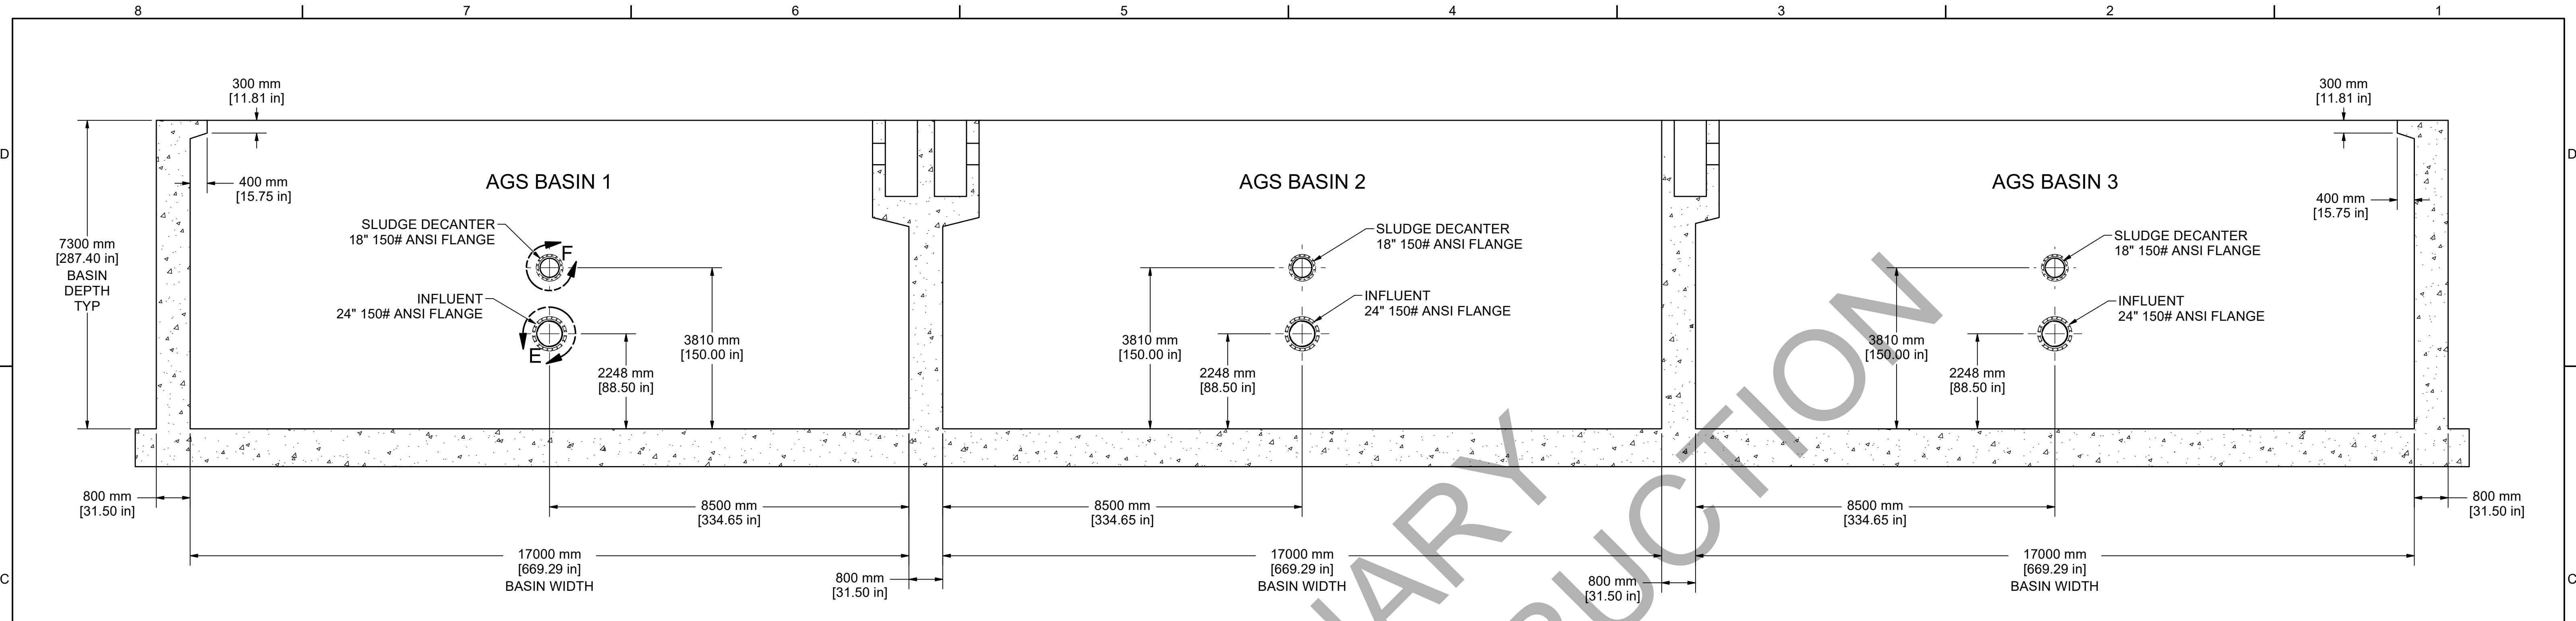 8 7 6 5 4 3 2 1
D
D
C
C
300 mm
[11.81 in]
400 mm
[15.75 in]
7300 mm
[287.40 in]
BASIN
DEPTH
TYP
AGS BASIN 1
SLUDGE DECANTER
18" 150# ANSI FLANGE
F
INFLUENT
24" 150# ANSI FLANGE
E
3810 mm
[150.00 in]
2248 mm
[88.50 in]
800 mm
[31.50 in]
8500 mm
[334.65 in]
17000 mm
[669.29 in]
BASIN WIDTH
800 mm
[31.50 in]
AGS BASIN 2
SLUDGE DECANTER
18" 150# ANSI FLANGE
INFLUENT
24" 150# ANSI FLANGE
3810 mm
[150.00 in]
2248 mm
[88.50 in]
8500 mm
[334.65 in]
17000 mm
[669.29 in]
BASIN WIDTH
800 mm
[31.50 in]
300 mm
[11.81 in]
400 mm
[15.75 in]
AGS BASIN 3
SLUDGE DECANTER
18" 150# ANSI FLANGE
INFLUENT
24" 150# ANSI FLANGE
3810 mm
[150.00 in]
2248 mm
[88.50 in]
8500 mm
[334.65 in]
17000 mm
[669.29 in]
BASIN WIDTH
800 mm
[31.50 in]